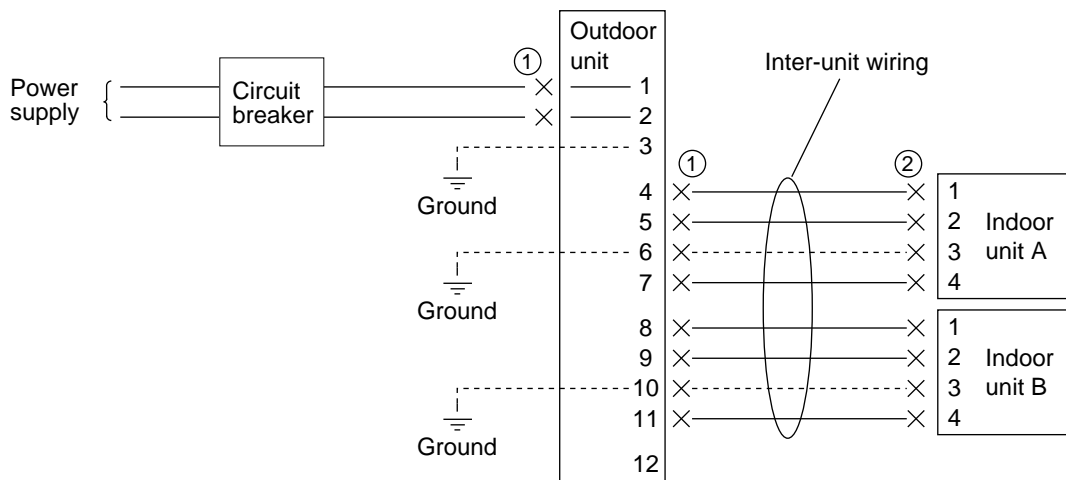 Power
supply
Circuit
breaker
①
Outdoor
unit
1
2
3
4
5
6
7
8
9
10
11
12
Ground
Ground
Ground
Inter-unit wiring
①
②
1
2
3
4
Indoor
unit A
1
2
3
4
Indoor
unit B